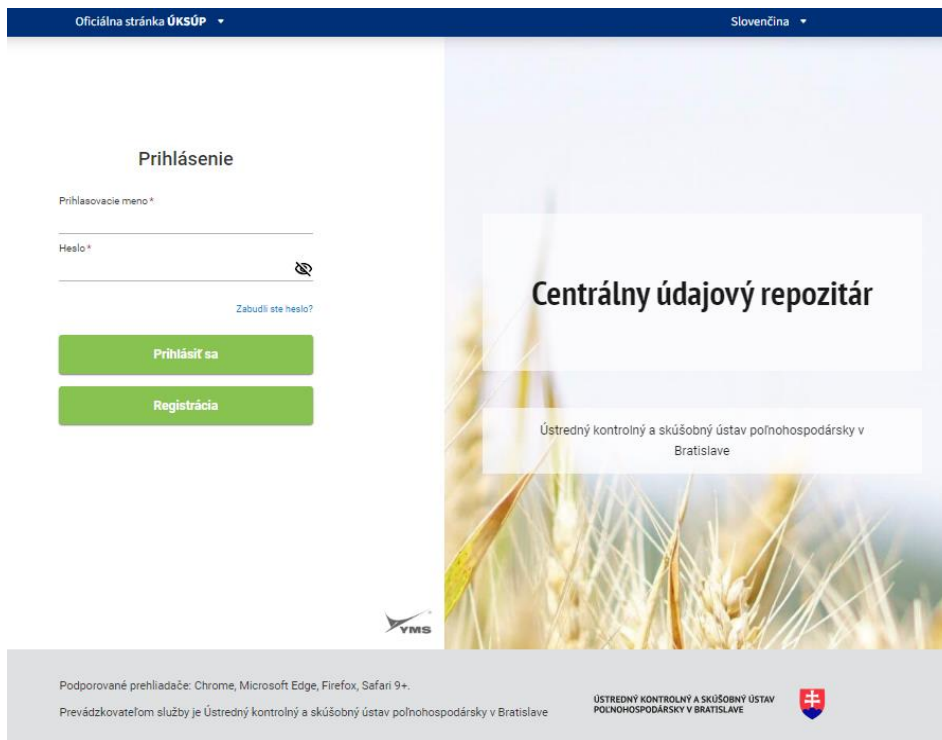 Oficiálna stránka ÚKSÚP
Slovenčina
Prihlásenie
Prihlasovacie meno *
Heslo *
Zabudli ste heslo?
Prihlásiť sa
Registrácia
Centrálny údajový repozitár
Ústredný kontrolný a skúšobný ústav poľnohospodársky v
Bratislave
YMS
Podporované prehliadače: Chrome, Microsoft Edge, Firefox, Safari 9+.
Prevádzkovateľom služby je Ústredný kontrolný a skúšobný ústav poľnohospodársky v Bratislave
ÚSTREDNÝ KONTROLNÝ A SKÚŠOBNÝ ÚSTAV
POĽNOHOSPODÁRSKY V BRATISLAVE